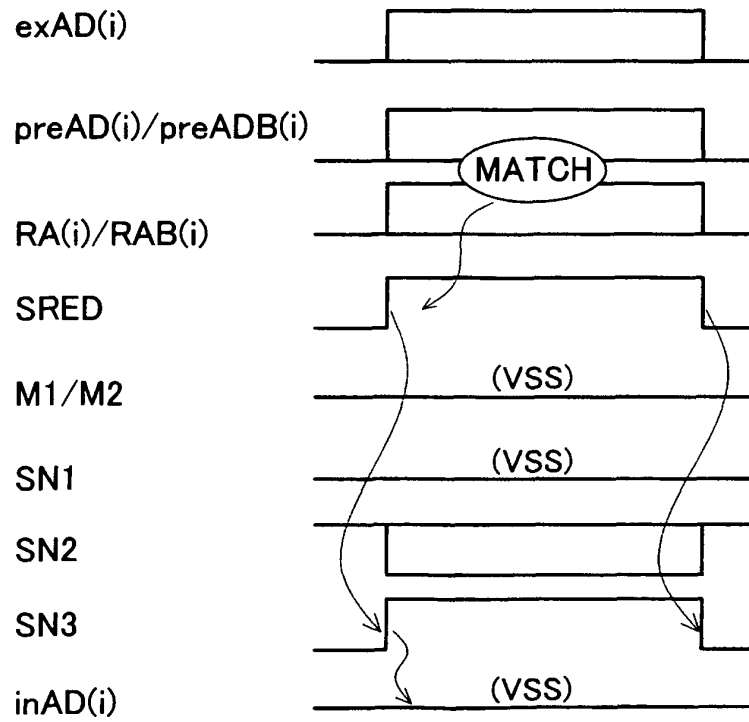 exAD(i)
preAD(i)/preADB(i)
MATCH
RA(i)/RAB(i)
SRED
M1/M2
(VSS)
SN1
(VSS)
SN2
SN3
inAD(i)
(VSS)